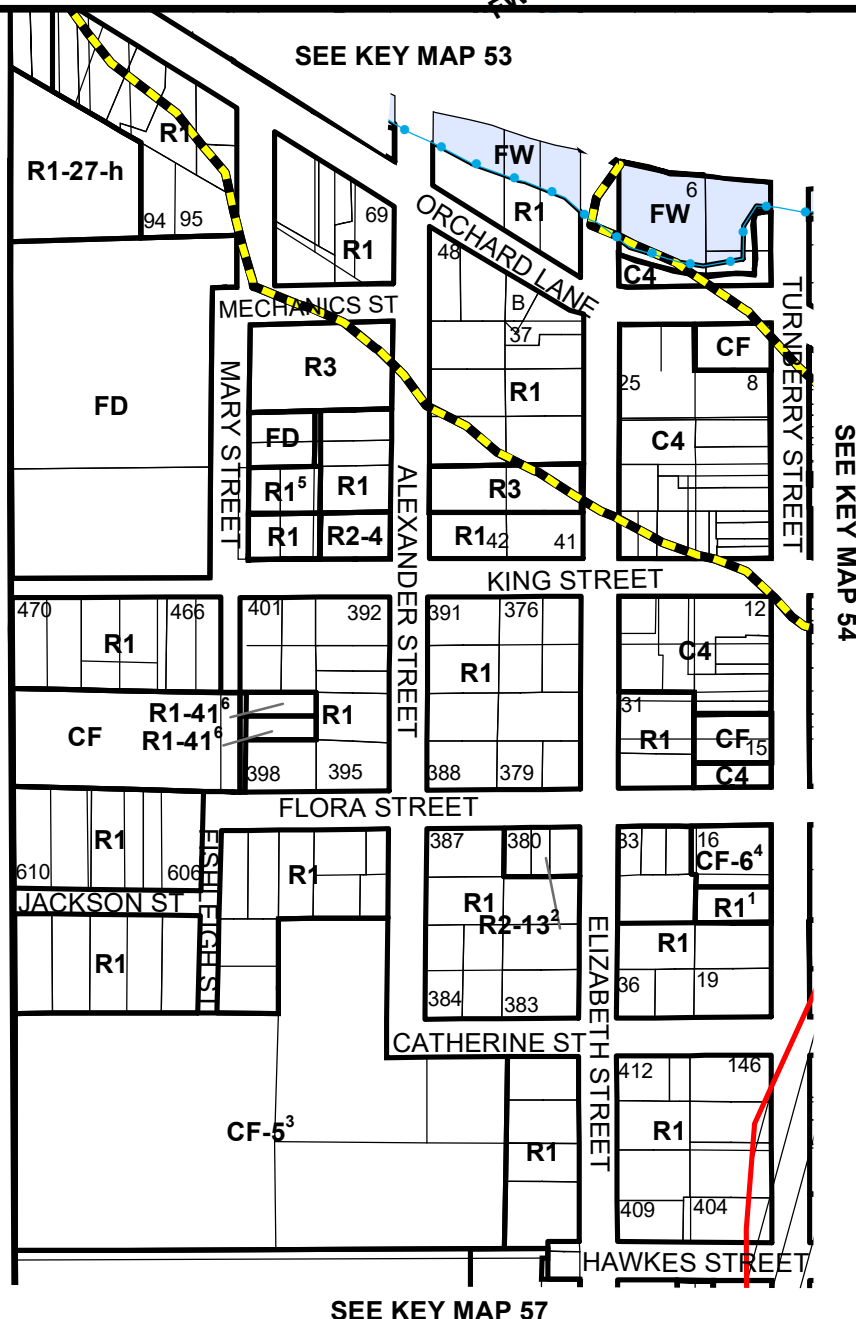 FW
SEE KEY MAP 53
R1
R1-27-h
94 95
69
R1
FW
R1
6
FW
C4
ORCHARD LANE
48
B
37
MECHANICS ST
TURNBERRY STREET
MARY STREET
R3
R1
CF
25
8
C4
FD
FD
R1⁵
R1
R1
R2-4
ALEXANDER STREET
R3
R1
42
41
SEE KEY MAP 54
KING STREET
470
466
R1
401
392
391
376
R1
12
C4
CF
R1-41⁶
R1-41⁶
R1
398
395
388
379
31
R1
CF
15
C4
FLORA STREET
R1
610
606
EISHLEIGH ST
JACKSON ST
R1
R1
387
380
R1
R2-13²
384
383
ELIZABETH STREET
33
16
CF-6⁴
R1¹
R1
36
19
CATHERINE ST
CF-5³
R1
412
146
R1
409
404
HAWKES STREET
SEE KEY MAP 57